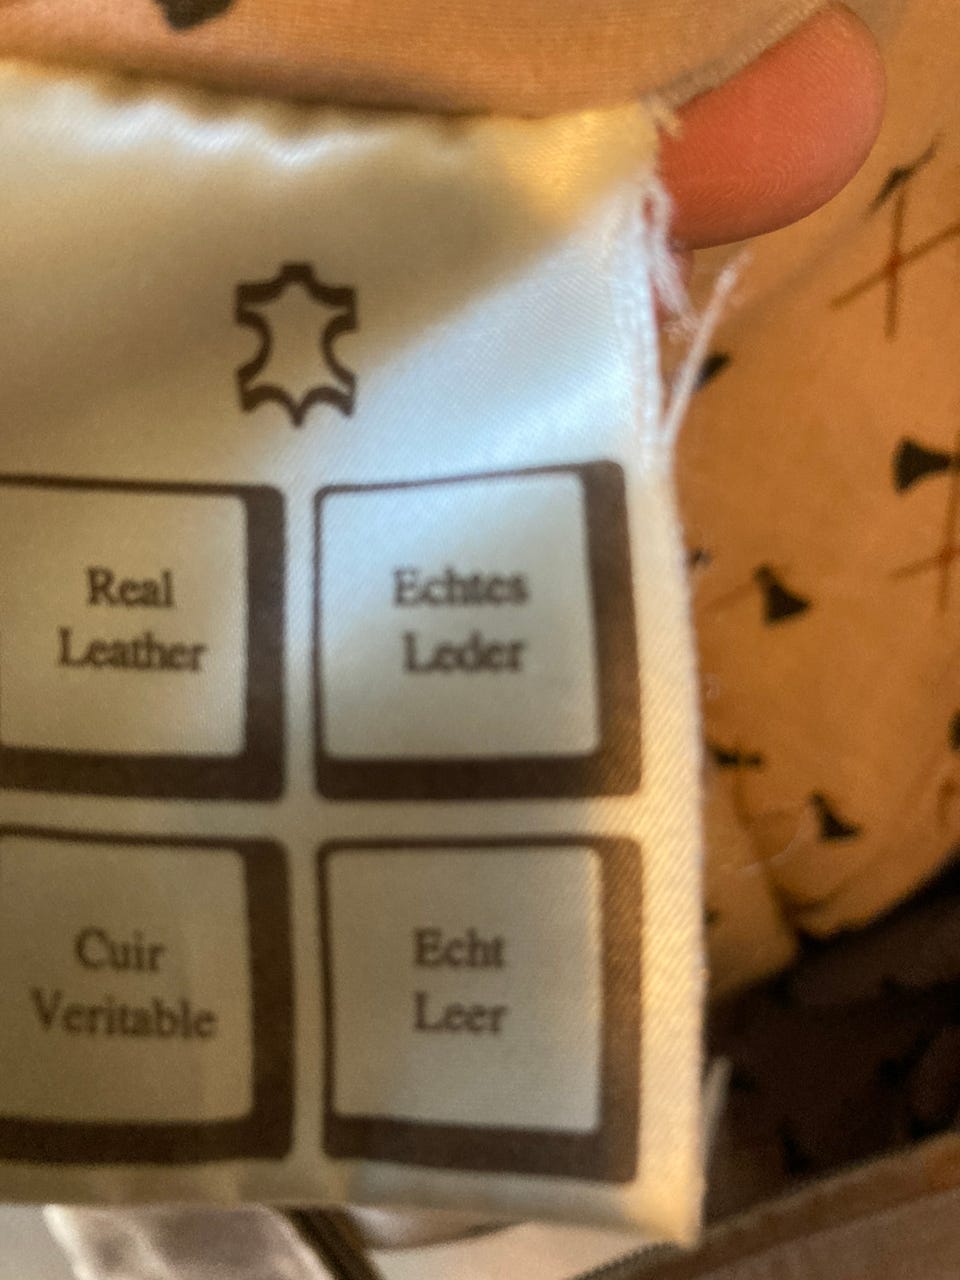 Real
Leather
Echtes
Leder
Cuir
Veritable
Echt
Leer